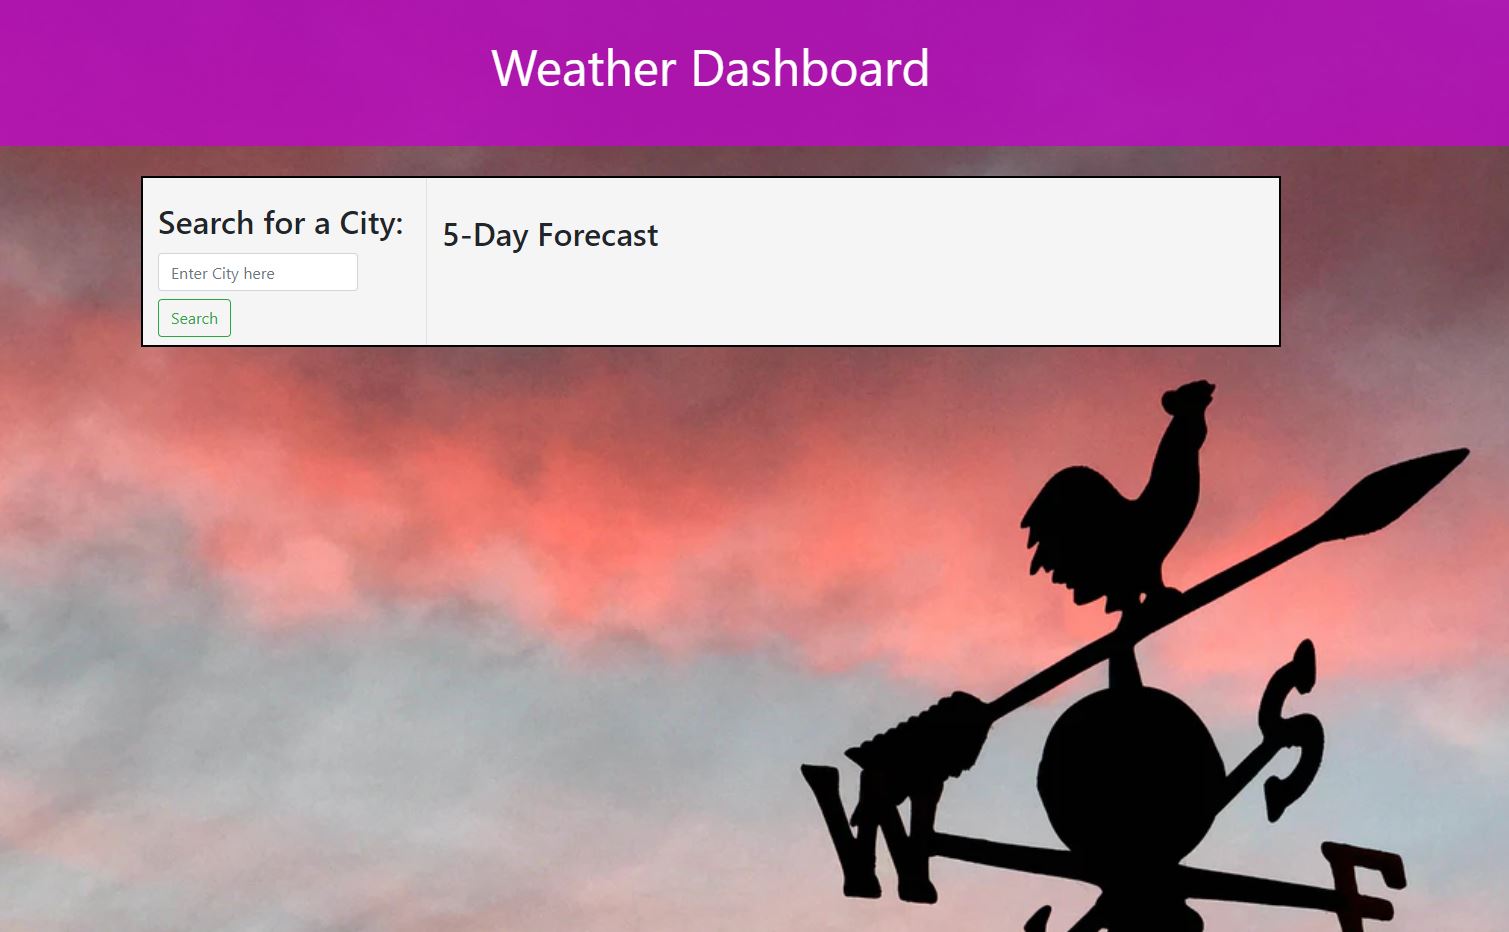 Weather Dashboard
Search for a City:
Enter City here
Search
5-Day Forecast
W
S
E